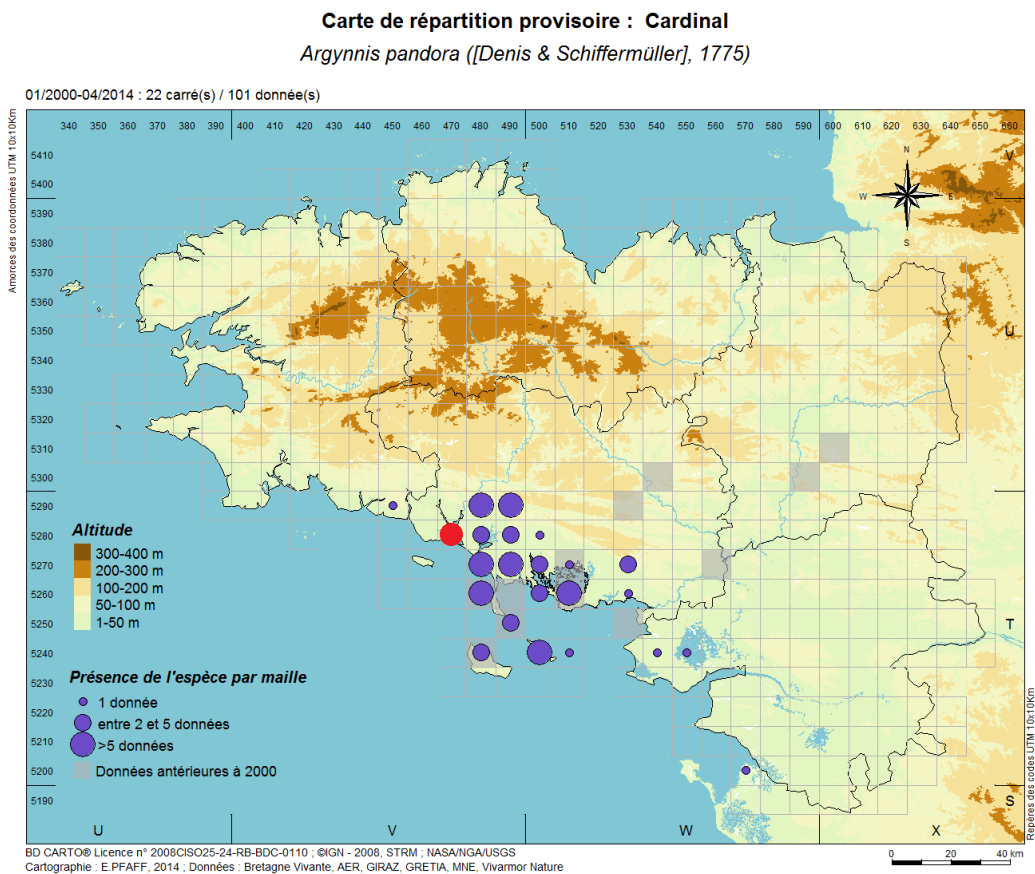 Carte de répartition provisoire : Cardinal
Argynnis pandora ([Denis & Schiffermüller], 1775)
01/2000-04/2014 : 22 carré(s) / 101 donnée(s)
Amorces des codes coordonnées UTM 10x10Km
340 350 360 370 380 390 400 410 420 430 440 450 460 470 480 490 500 510 520 530 540 550 560 570 580 590 600 610 620 630 640 650 660
5410
5400
5390
5380
5370
5360
5350
5340
5330
5320
5310
5300
5290
5280
5270
5260
5250
5240
5230
5220
5210
5200
5190
N
W E
S
V
U
T
S
Altitude
300-400 m
200-300 m
100-200 m
50-100 m
1-50 m
Présence de l'espèce par maille
1 donnée
entre 2 et 5 données
>5 données
Données antérieures à 2000
U V W X
Repères des codes UTM 10x10Km
BD CARTO® Licence n° 2008CISO25-24-RB-BDC-0110 ; ©IGN - 2008, STRM ; NASA/NGA/USGS
Cartographie : E.PFAFF, 2014 ; Données : Bretagne Vivante, AER, GIRAZ, GRETIA, MNE, Vivarmor Nature
0 20 40 km